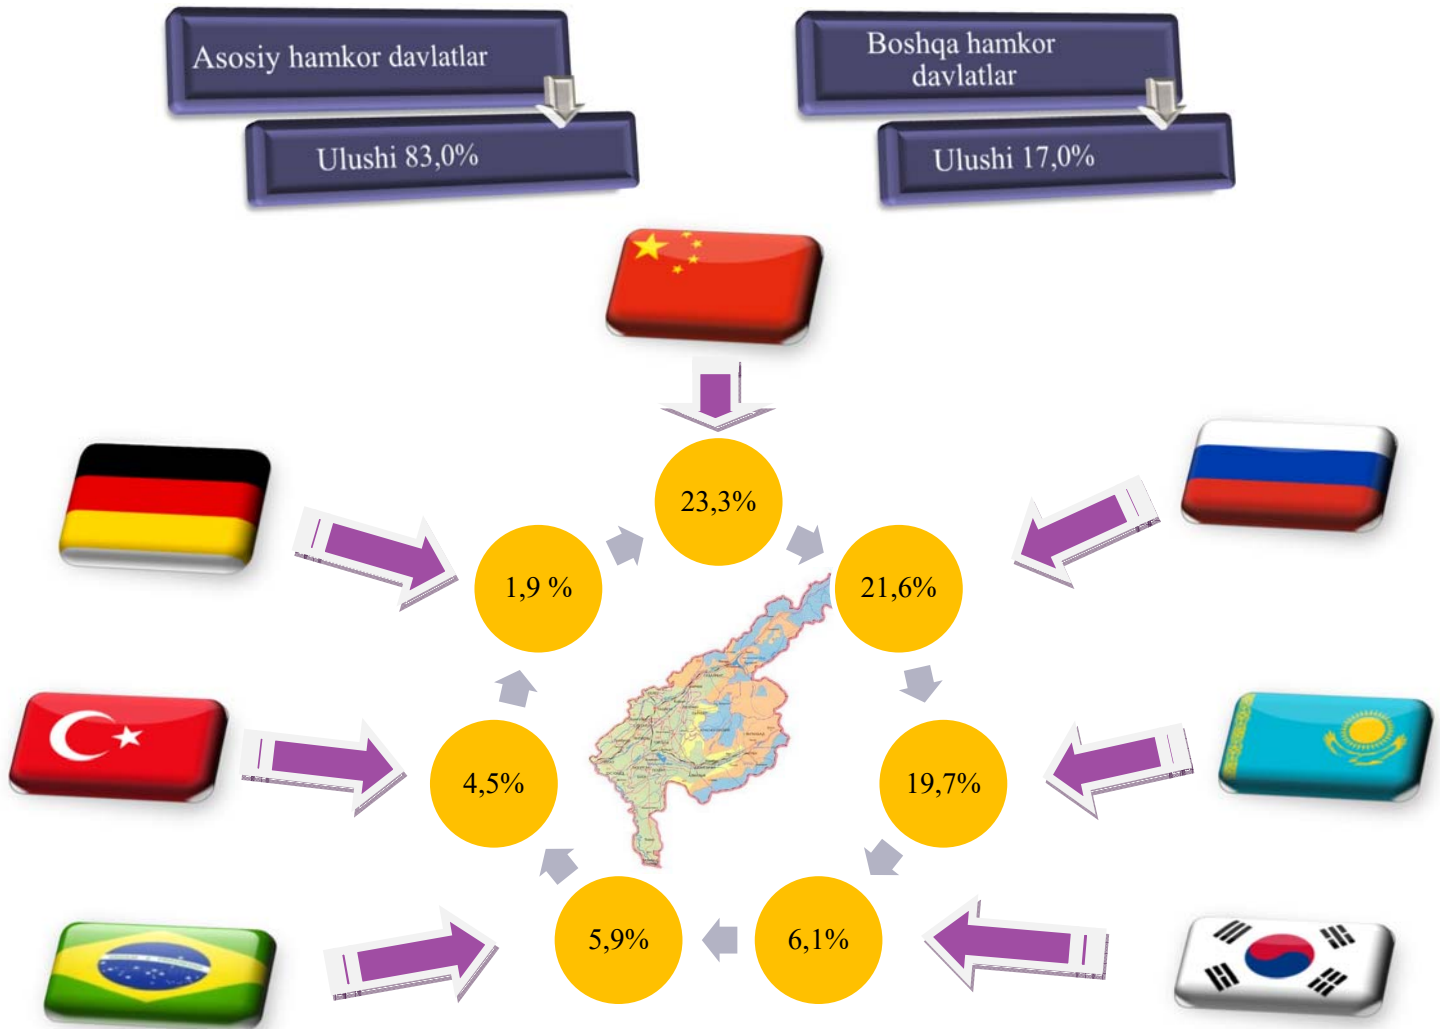 Asosiy hamkor davlatlar
Ulushi 83,0%
Boshqa hamkor
davlatlar
Ulushi 17,0%
23,3%
1,9 %
21,6%
4,5%
19,7%
5,9%
6,1%